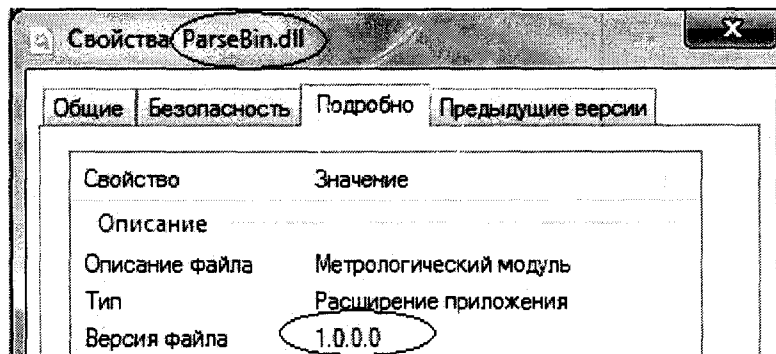 Свойства ParseBin.dll
Общие Безопасность Подробно Предыдущие версии
Свойство Значение
Описание
Описание файла Метрологический модуль
Тип Расширение приложения
Версия файла 1.0.0.0